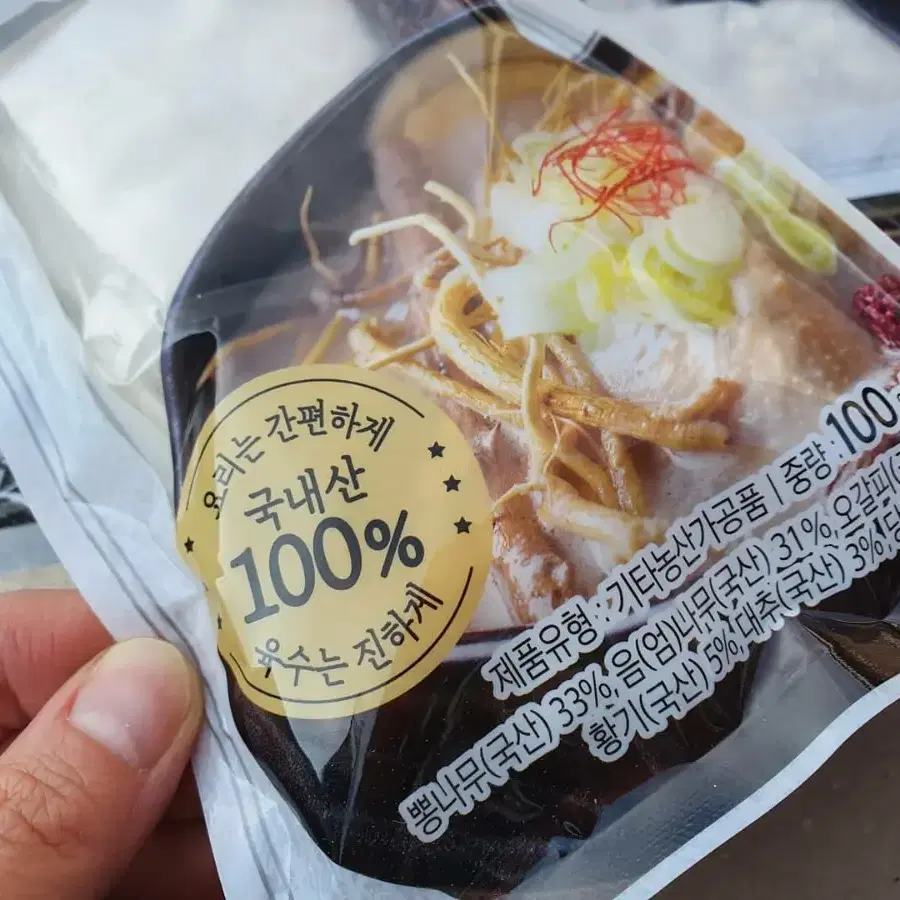 요리는 간편하게
국내산
100%
육수는 진하게
제품유형 · 기타농산가공품 | 중량 · 100
뽕나무(국산) 33%, 음(엄)나무(국산) 31%, 오갈피(
황기(국산) 5%, 대추(국산) 3%,